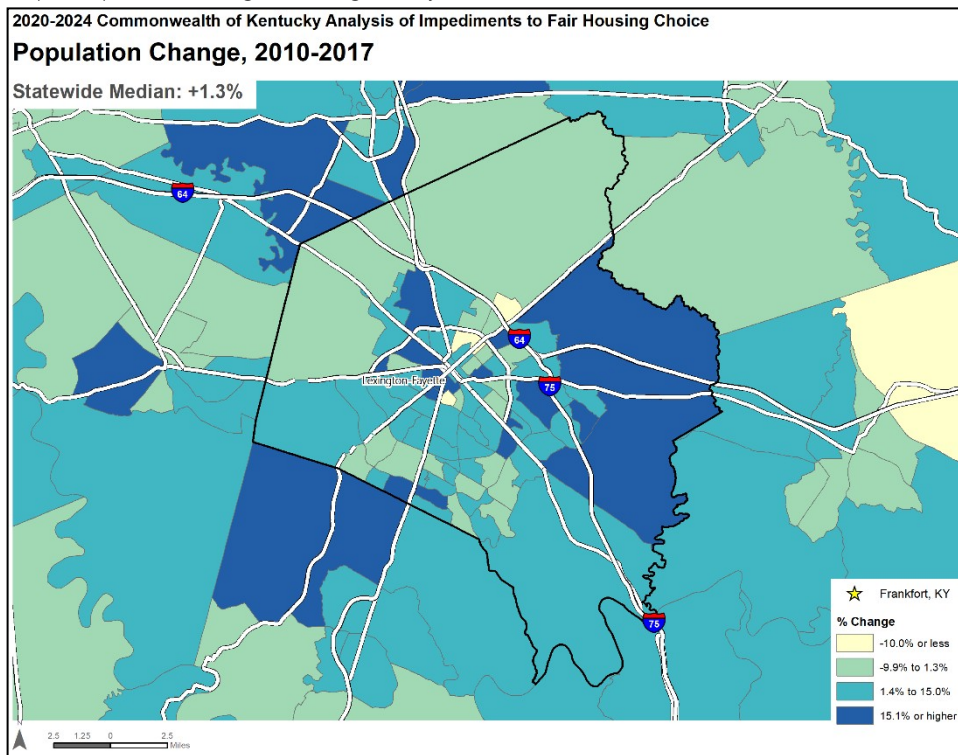 2020-2024 Commonwealth of Kentucky Analysis of Impediments to Fair Housing Choice
Population Change, 2010-2017
Statewide Median: +1.3%
64
64
Lexington-Fayette
75
75
Frankfort, KY
% Change
-10.0% or less
-9.9% to 1.3%
1.4% to 15.0%
15.1% or higher
2.5 1.25 0 2.5
Miles